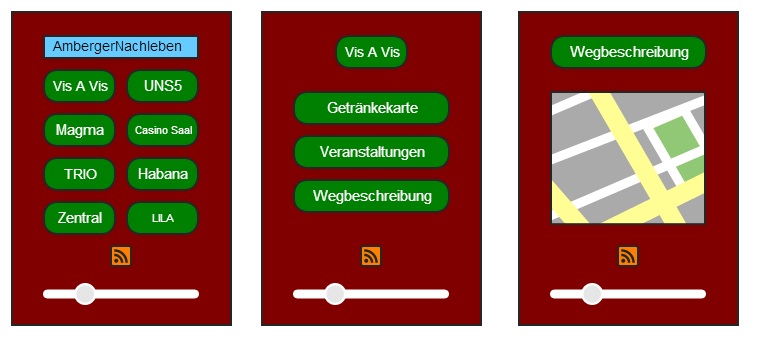 AmbergerNachleben
Vis A Vis
UNS5
Magma
Casino Saal
TRIO
Habana
Zentral
LILA
Vis A Vis
Getränkekarte
Veranstaltungen
Wegbeschreibung
Wegbeschreibung